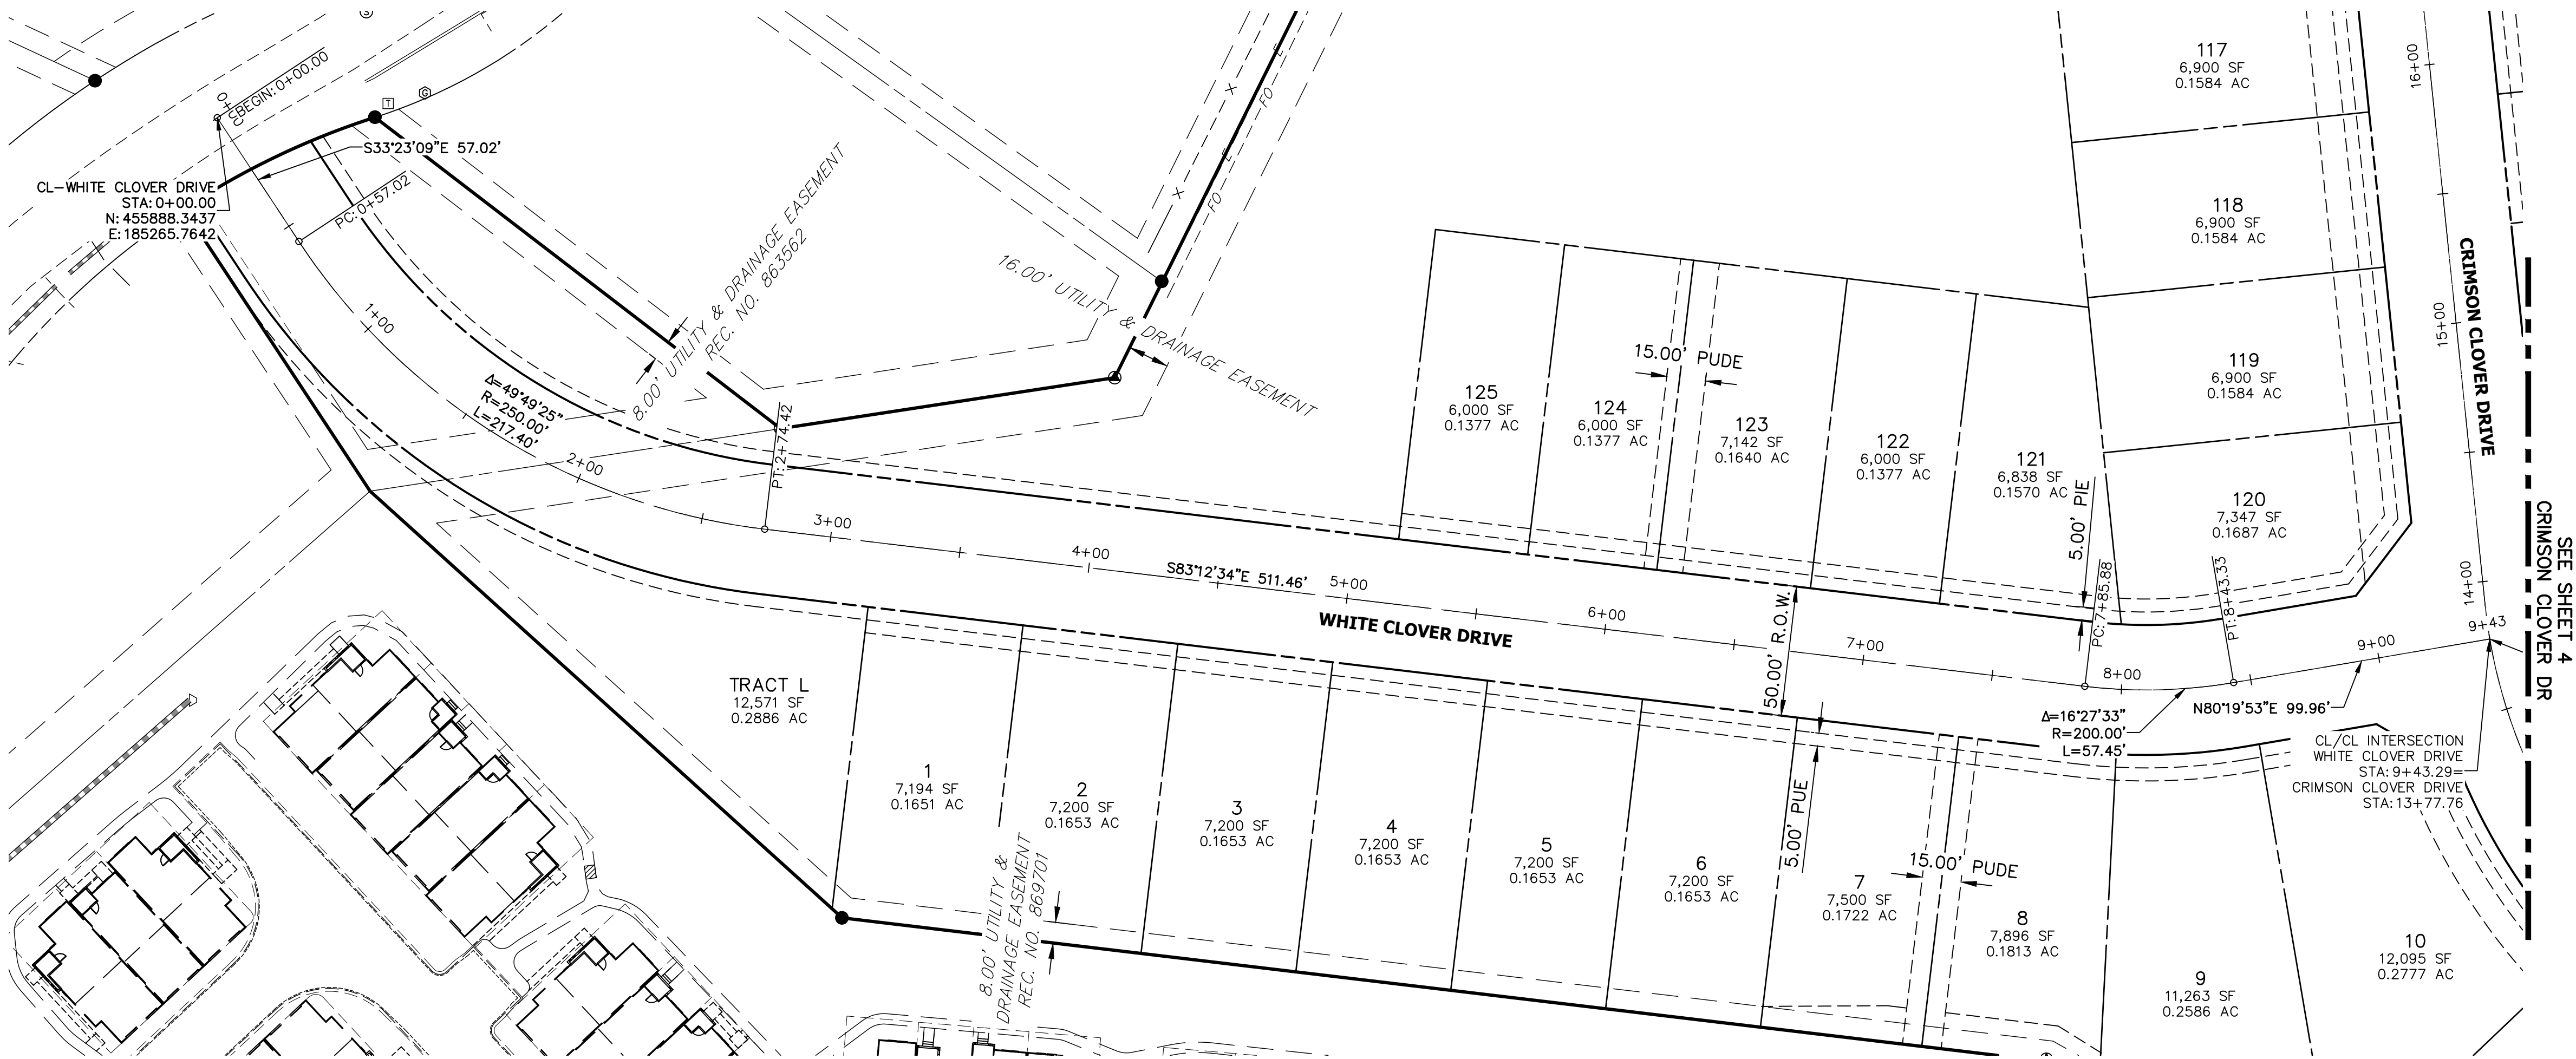 S
0+00
BEGIN: 0+00.00
T
G
S33°23'09"E 57.02'
CL-WHITE CLOVER DRIVE
STA: 0+00.00
N: 455888.3437
E: 185265.7642
PC: 0+57.02
1+00
Δ=49°49'25"
R=250.00'
L=217.40'
2+00
8.00' UTILITY & DRAINAGE EASEMENT
REC. NO. 863562
PT: 2+74.42
16.00' UTILITY & DRAINAGE EASEMENT
X
X
FO
FO
E
E
3+00
4+00
S83°12'34"E 511.46'
5+00
6+00
7+00
8+00
9+00
9+43
WHITE CLOVER DRIVE
50.00' R.O.W.
125
6,000 SF
0.1377 AC
124
6,000 SF
0.1377 AC
15.00' PUDE
123
7,142 SF
0.1640 AC
122
6,000 SF
0.1377 AC
121
6,838 SF
0.1570 AC
5.00' PIE
117
6,900 SF
0.1584 AC
118
6,900 SF
0.1584 AC
119
6,900 SF
0.1584 AC
120
7,347 SF
0.1687 AC
16+00
15+00
14+00
CRIMSON CLOVER DRIVE
SEE SHEET 4
CRIMSON CLOVER DR
PC: 7+85.88
PT: 8+43.33
Δ=16°27'33"
R=200.00'
L=57.45'
N80°19'53"E 99.96'
CL/CL INTERSECTION
WHITE CLOVER DRIVE
STA: 9+43.29=
CRIMSON CLOVER DRIVE
STA: 13+77.76
TRACT L
12,571 SF
0.2886 AC
1
7,194 SF
0.1651 AC
2
7,200 SF
0.1653 AC
3
7,200 SF
0.1653 AC
4
7,200 SF
0.1653 AC
5
7,200 SF
0.1653 AC
6
7,200 SF
0.1653 AC
5.00' PUE
7
7,500 SF
0.1722 AC
15.00' PUDE
8
7,896 SF
0.1813 AC
9
11,263 SF
0.2586 AC
10
12,095 SF
0.2777 AC
8.00' UTILITY &
DRAINAGE EASEMENT
REC. NO. 869701